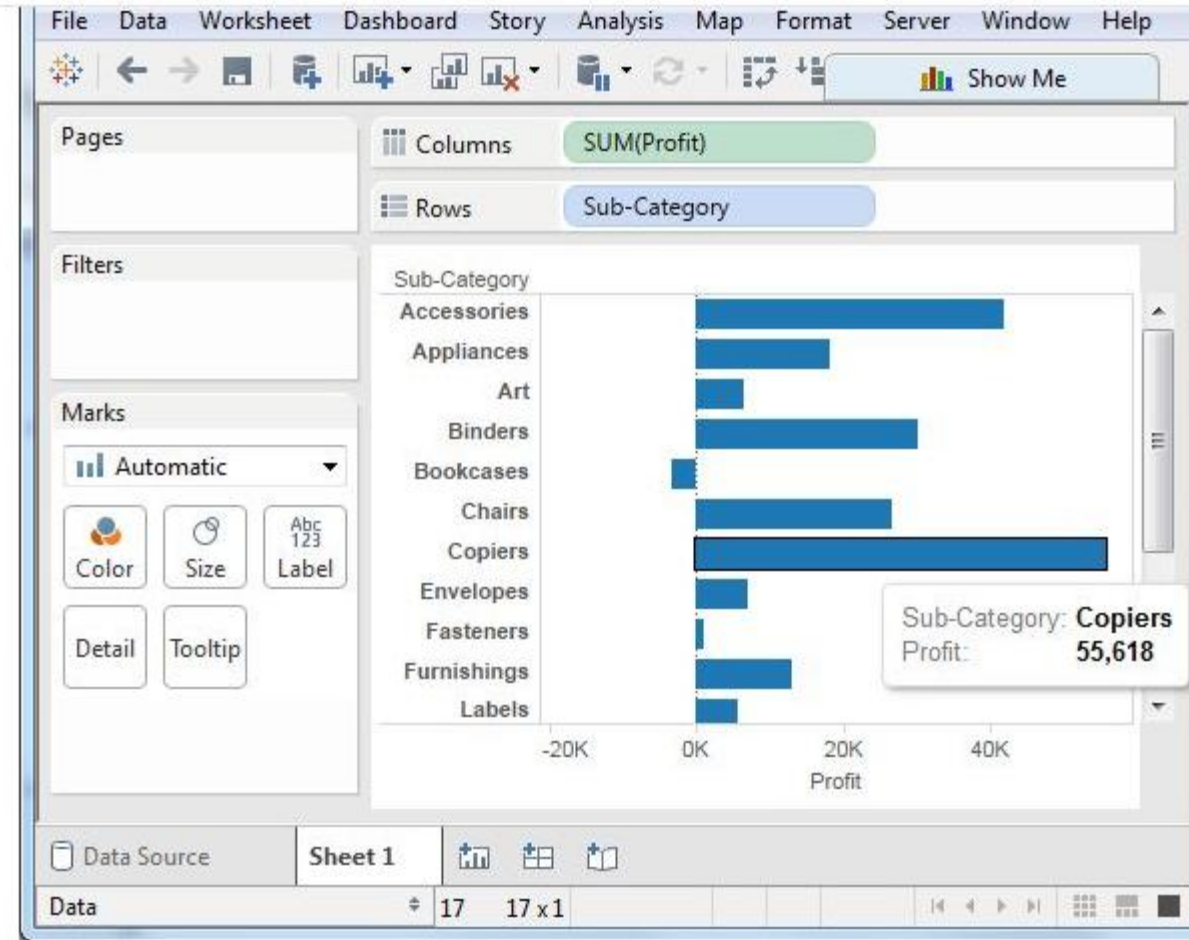 File Data Worksheet Dashboard Story Analysis Map Format Server Window Help
Show Me
Pages
Columns SUM(Profit)
Rows Sub-Category
Filters
Sub-Category
Accessories
Appliances
Art
Marks
Binders
Automatic
Bookcases
Chairs
Abc
123
Color Size Label
Copiers
Envelopes
Sub-Category: Copiers
Profit: 55,618
Fasteners
Detail Tooltip
Furnishings
Labels
-20K 0K 20K 40K
Profit
Data Source Sheet 1
Data 17 17 x 1